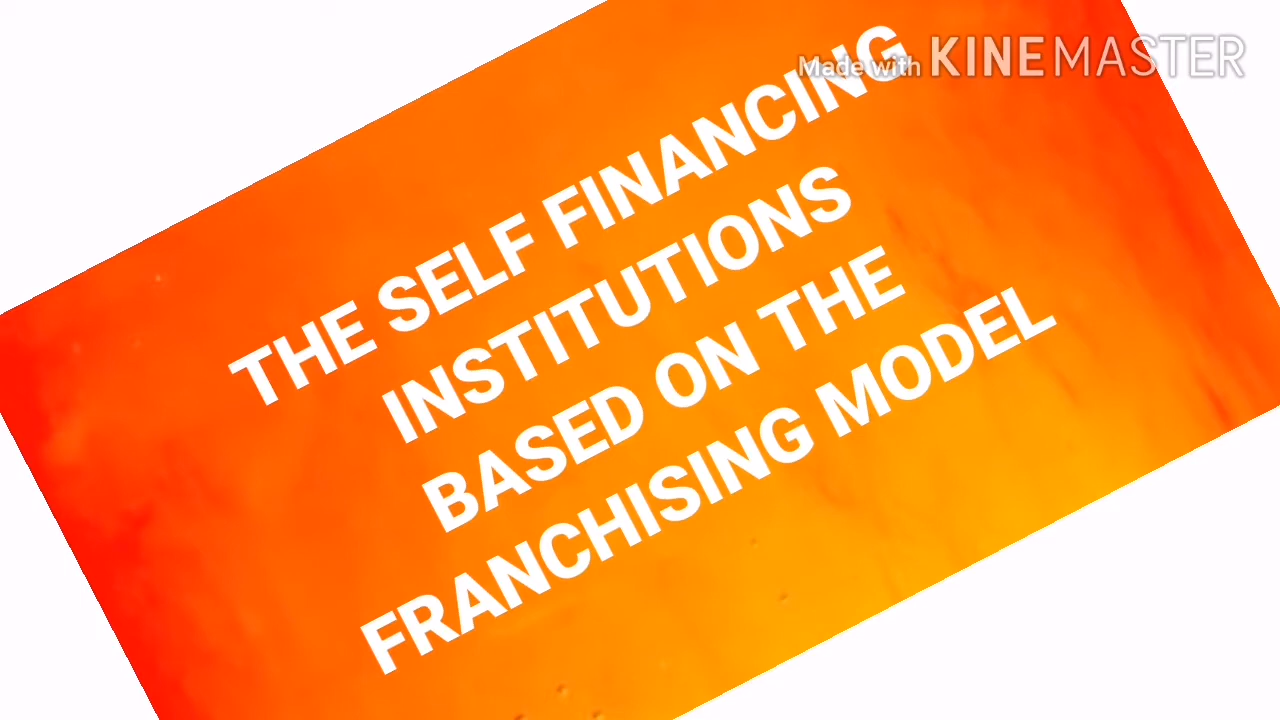 Made with KINEMASTER
THE SELF FINANCING
INSTITUTIONS
BASED ON THE
FRANCHISING MODEL